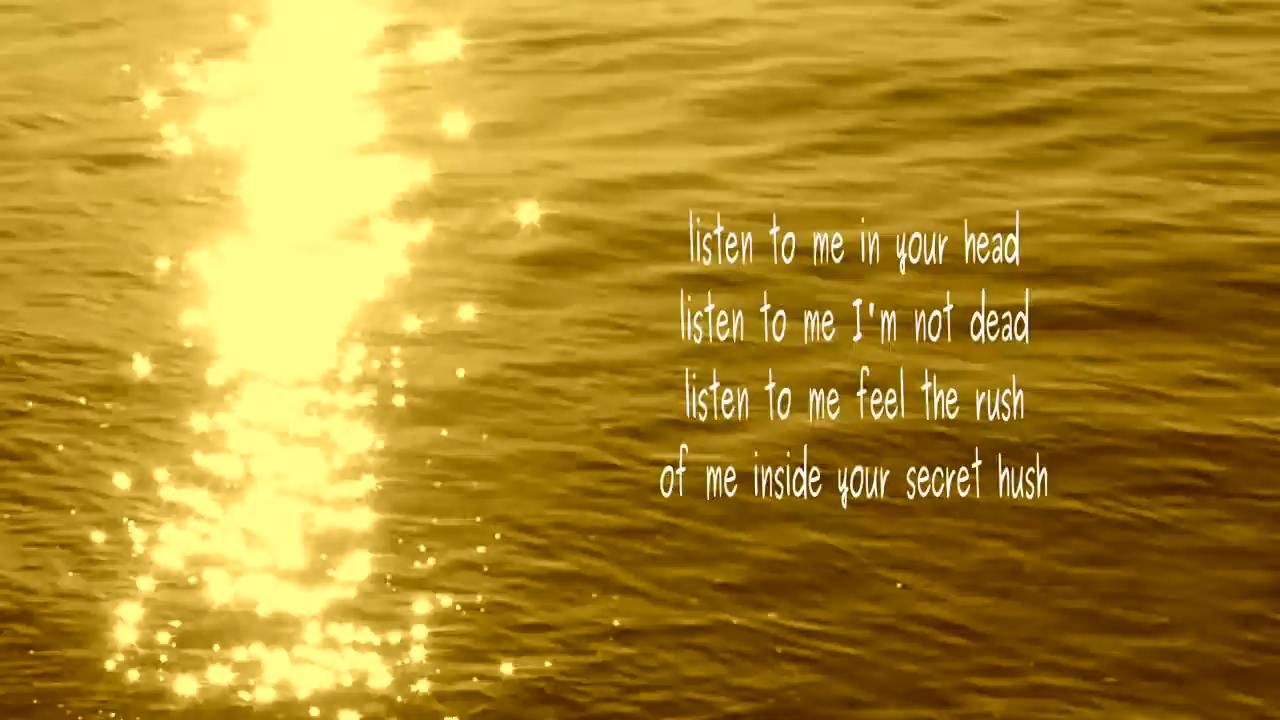 listen to me in your head
listen to me I'm not dead
listen to me feel the rush
of me inside your secret hush